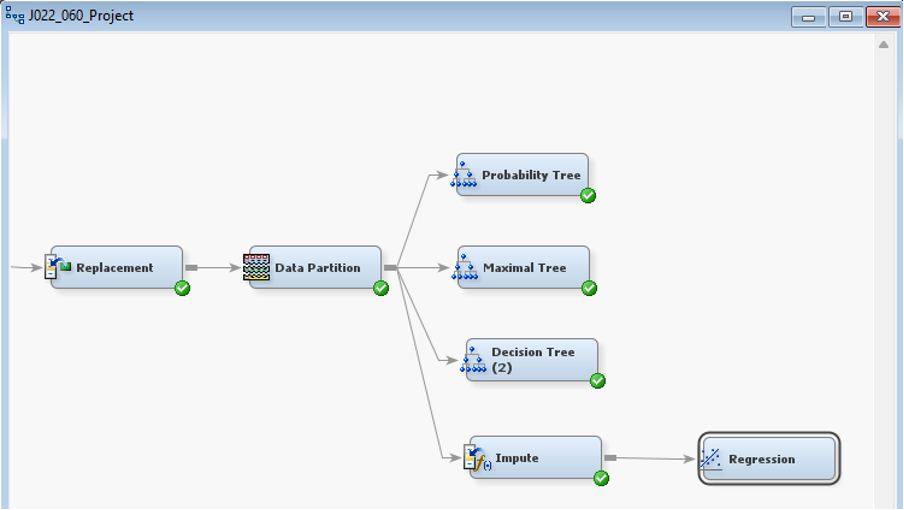 J022_060_Project
Probability Tree
Replacement
Data Partition
Maximal Tree
Decision Tree
(2)
Impute
Regression